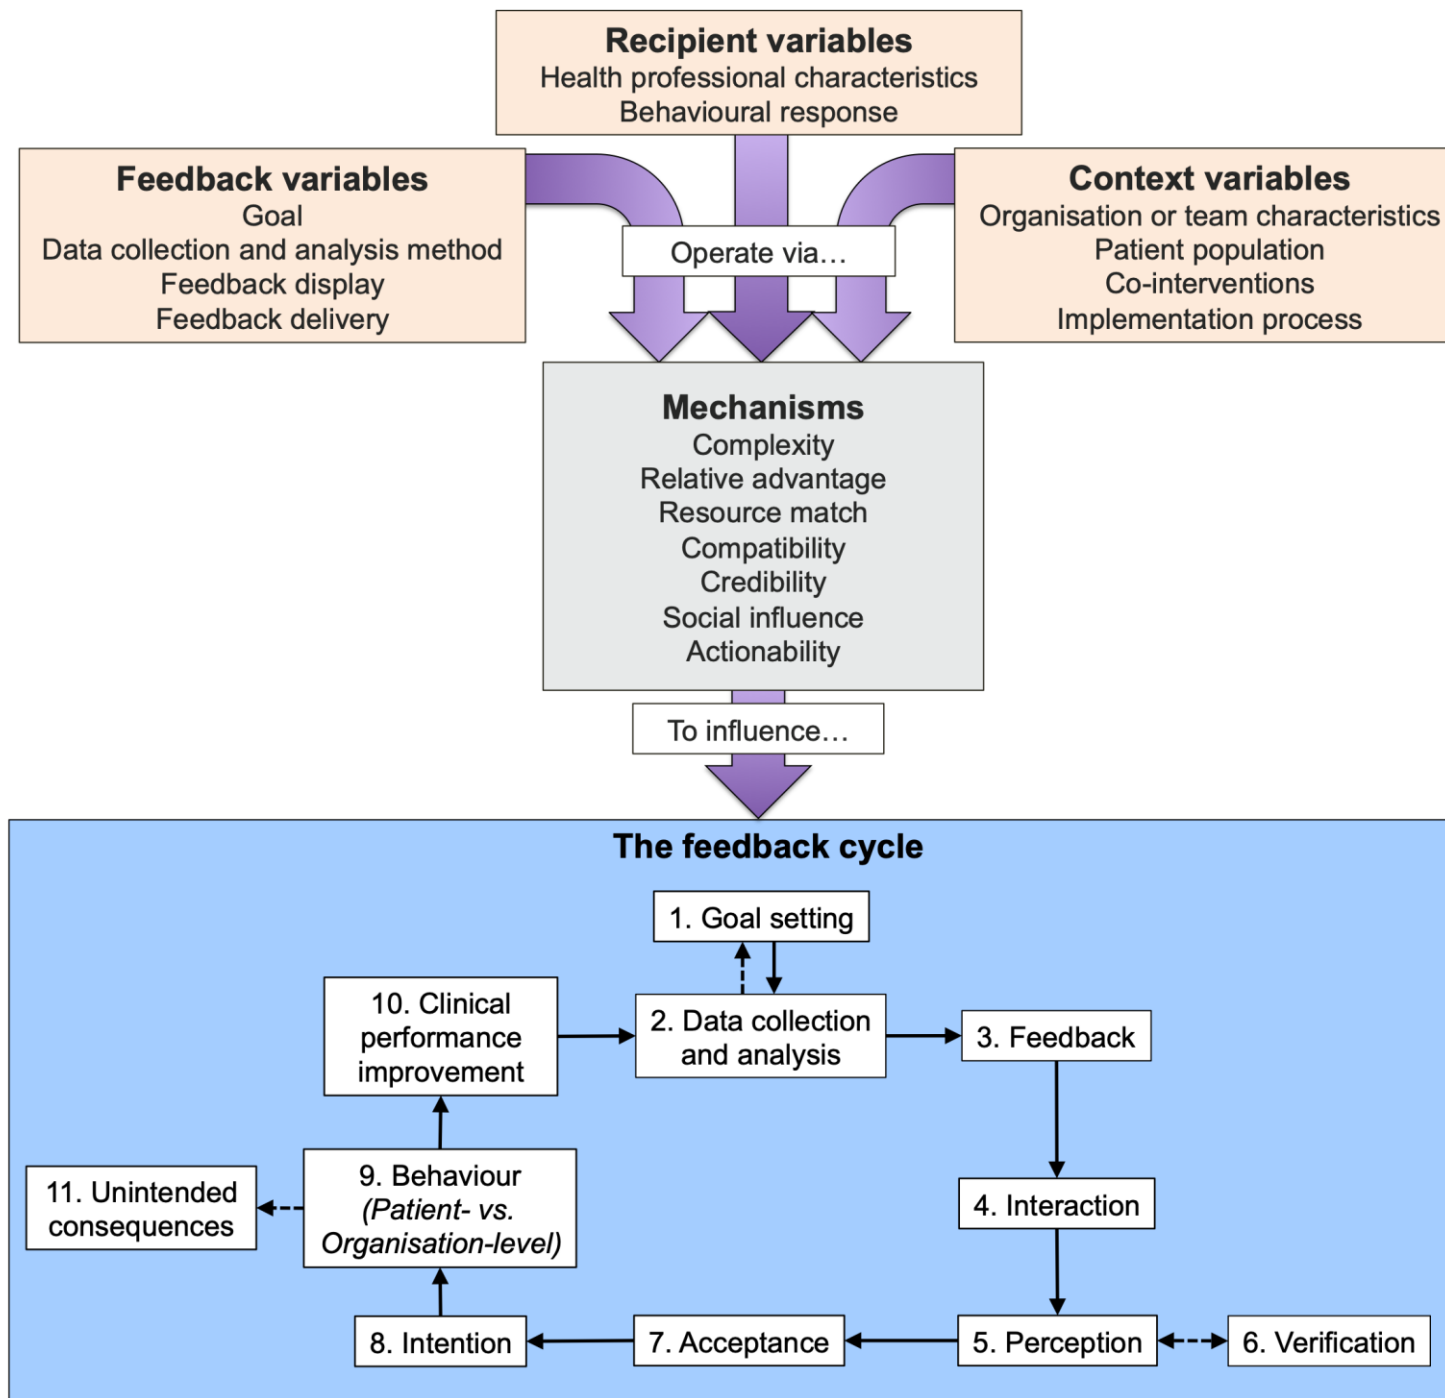 Recipient variables
Health professional characteristics
Behavioural response
Feedback variables
Goal
Data collection and analysis method
Feedback display
Feedback delivery
Context variables
Organisation or team characteristics
Patient population
Co-interventions
Implementation process
Operate via…
Mechanisms
Complexity
Relative advantage
Resource match
Compatibility
Credibility
Social influence
Actionability
To influence…
The feedback cycle
1. Goal setting
2. Data collection
and analysis
3. Feedback
4. Interaction
5. Perception
6. Verification
7. Acceptance
8. Intention
9. Behaviour
(Patient- vs.
Organisation-level)
10. Clinical
performance
improvement
11. Unintended
consequences